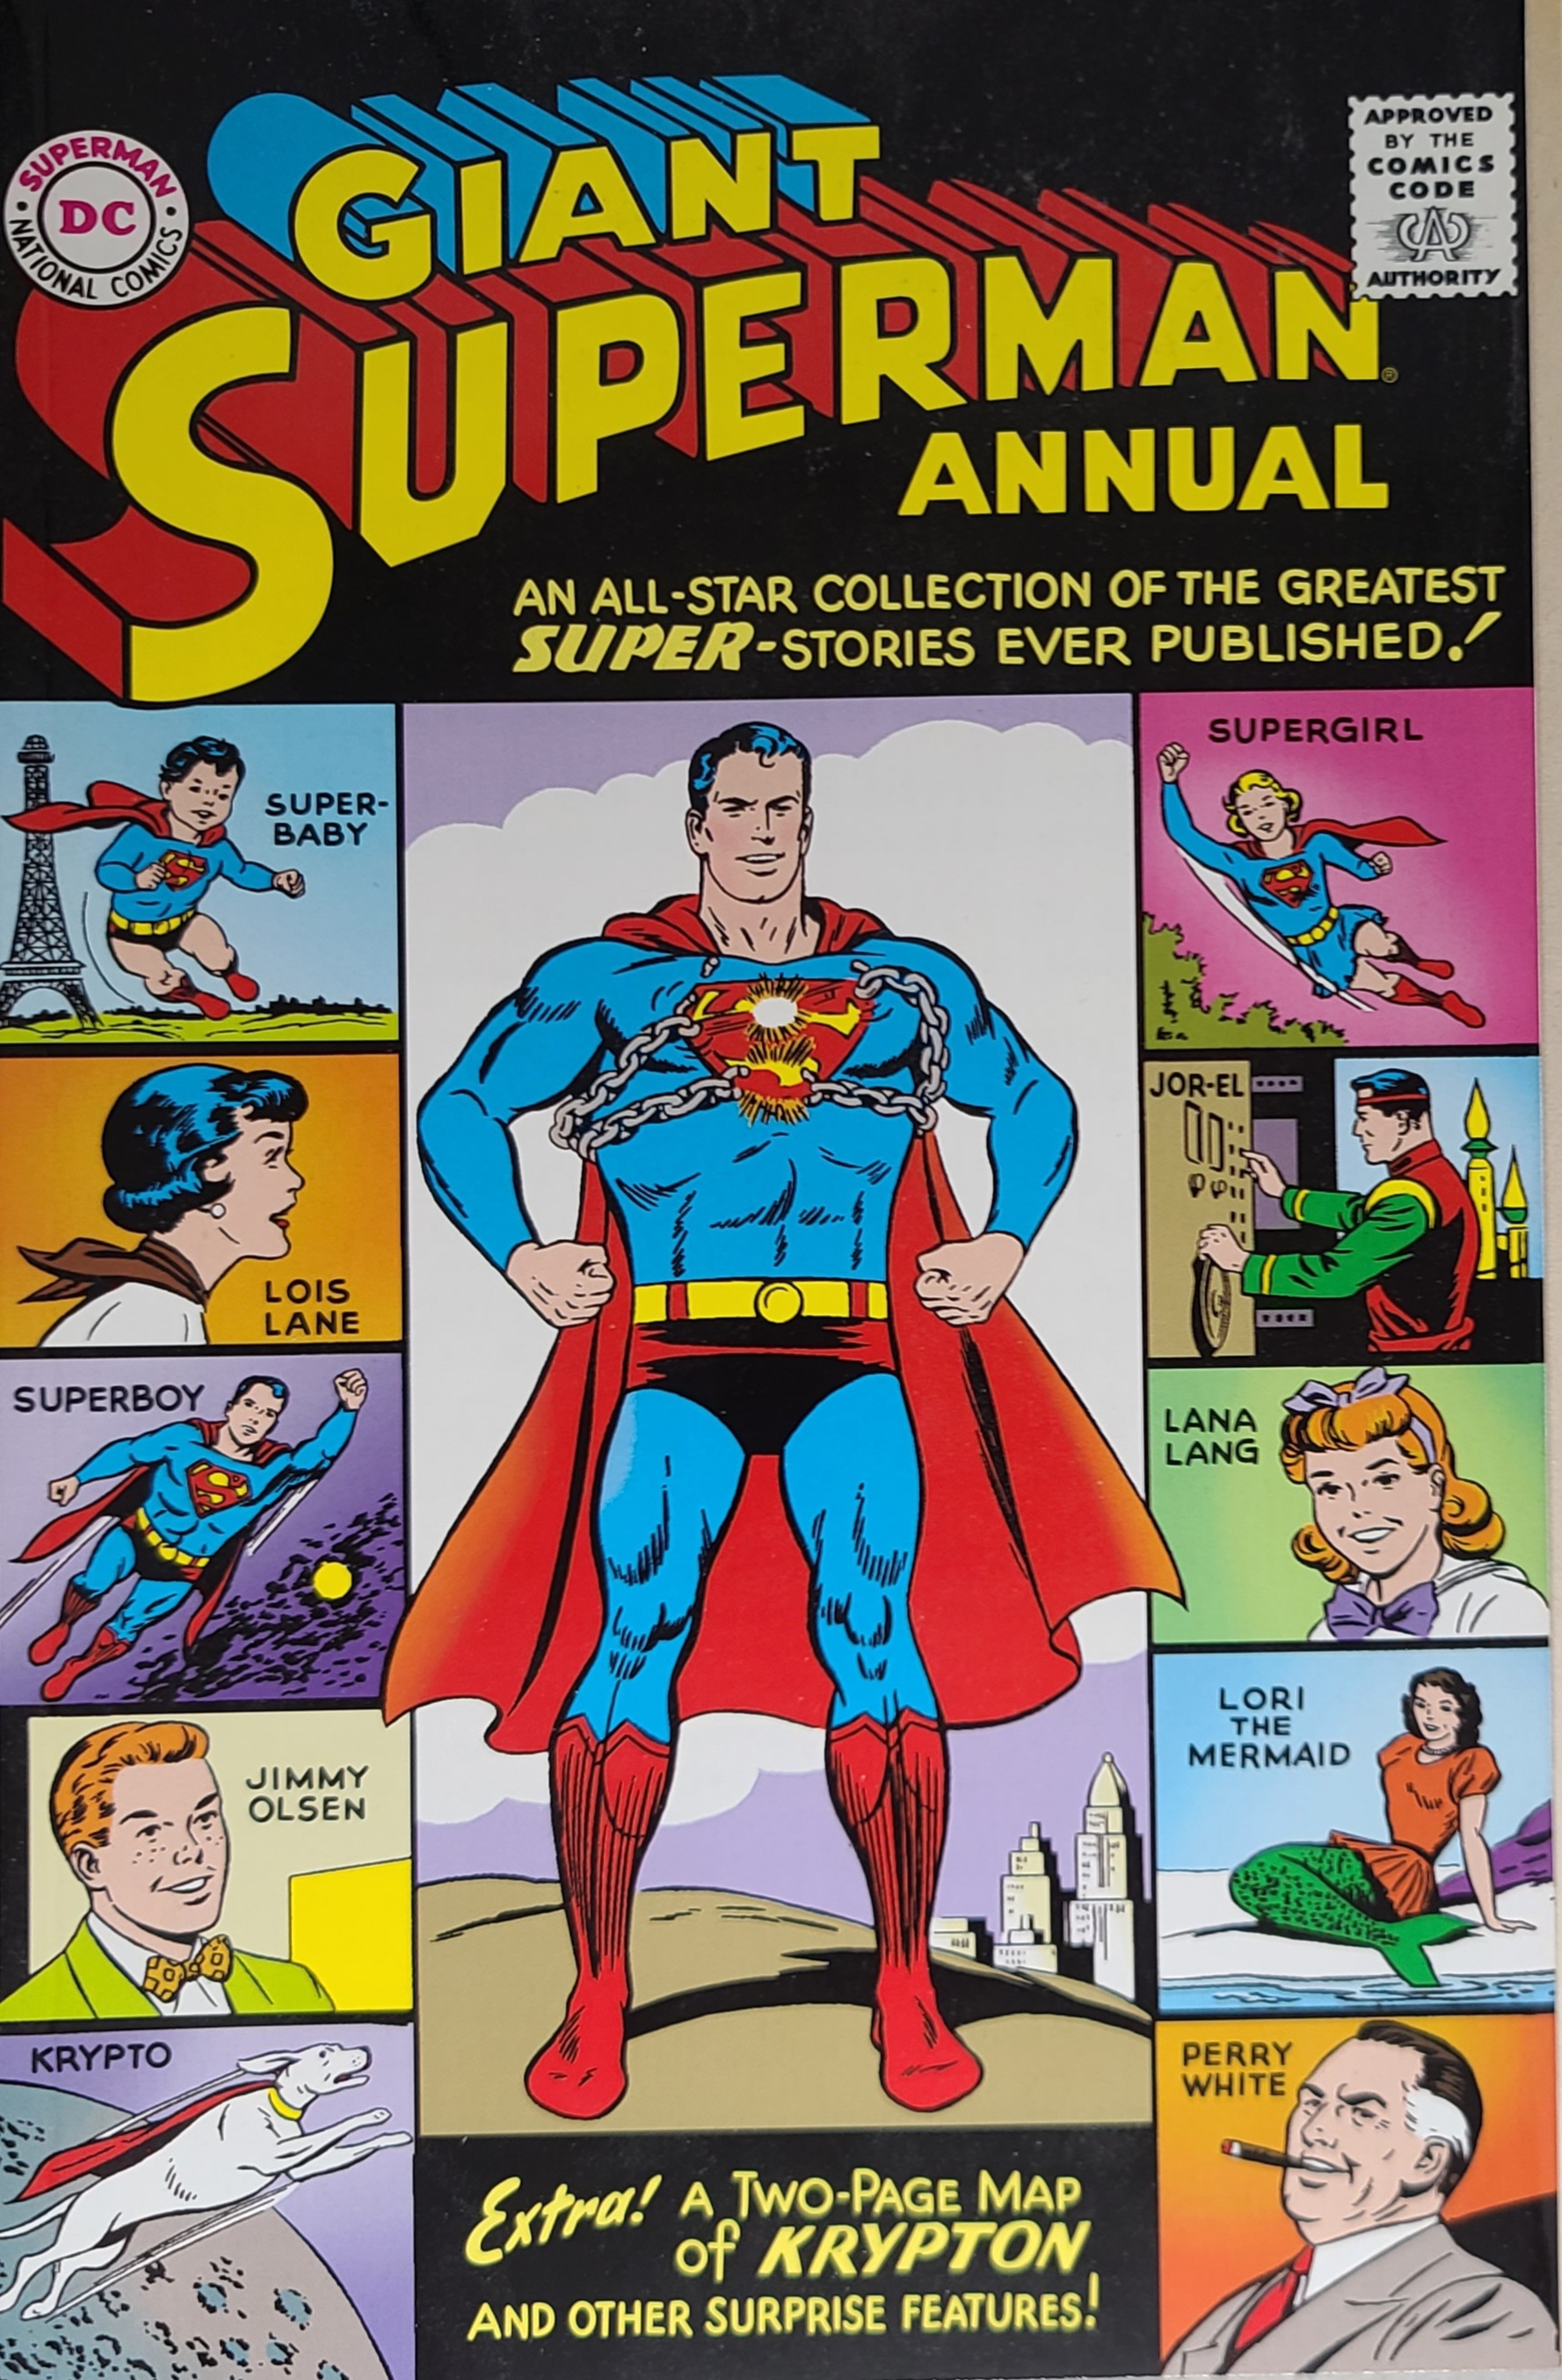 SUPERMAN
DC
NATIONAL COMICS
GIANT
SUPERMAN®
ANNUAL
APPROVED
BY THE
COMICS
CODE
CA
AUTHORITY
AN ALL-STAR COLLECTION OF THE GREATEST
SUPER-STORIES EVER PUBLISHED!
SUPER-
BABY
LOIS
LANE
SUPERBOY
JIMMY
OLSEN
KRYPTO
SUPERGIRL
JOR-EL
LANA
LANG
LORI
THE
MERMAID
PERRY
WHITE
Extra! A TWO-PAGE MAP
of KRYPTON
AND OTHER SURPRISE FEATURES!